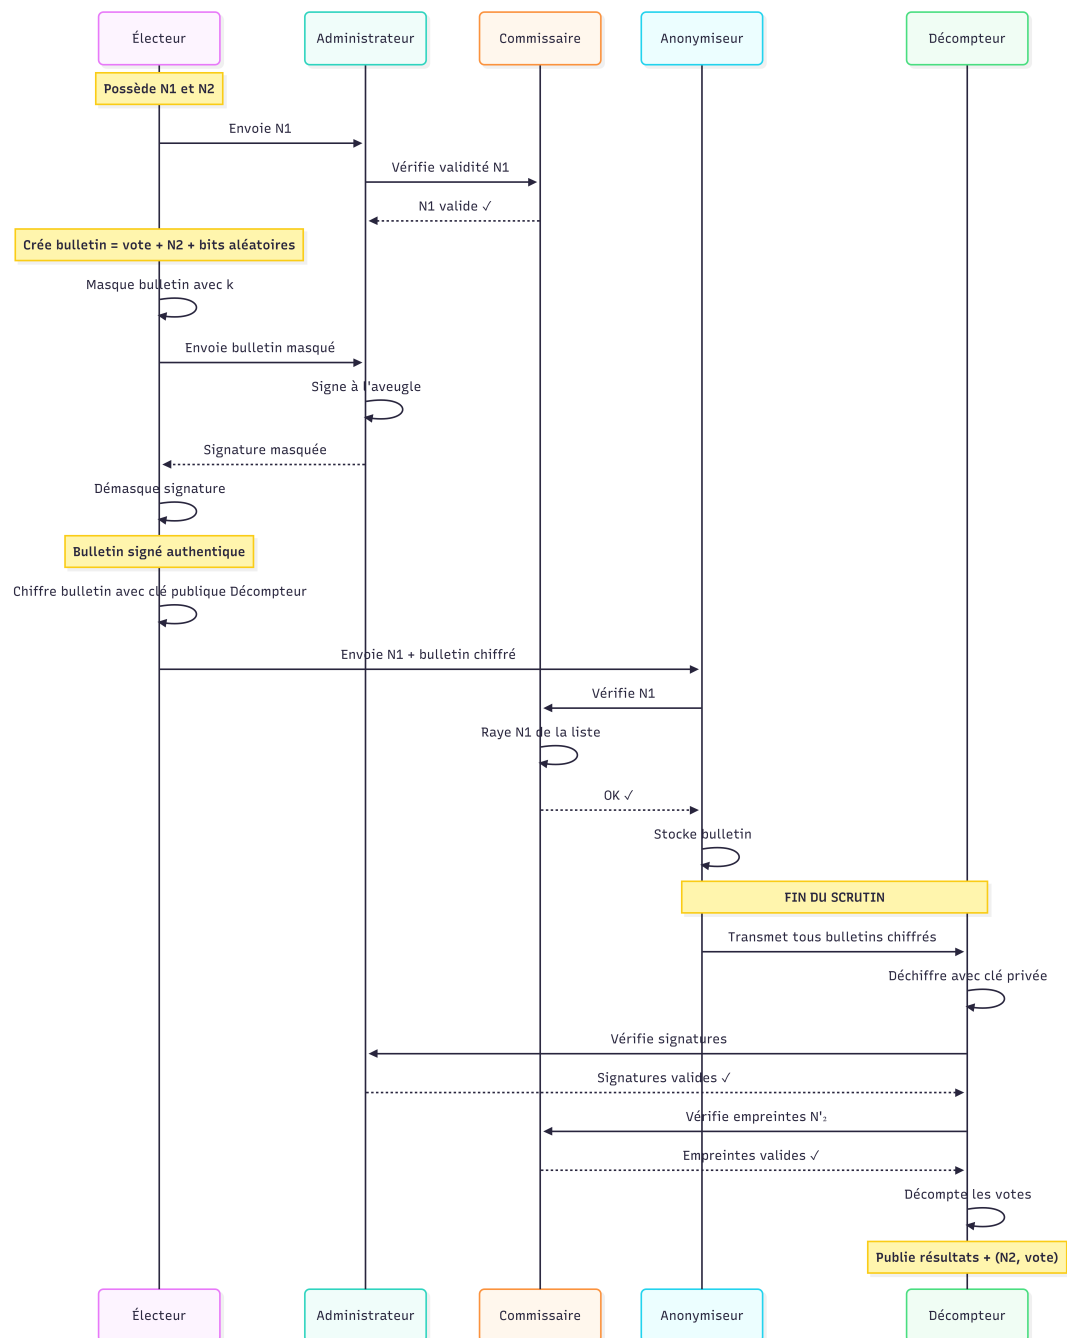 Électeur
Administrateur
Commissaire
Anonymiseur
Décompteur
Possède N1 et N2
Envoie N1
Vérifie validité N1
N1 valide ✓
Crée bulletin = vote + N2 + bits aléatoires
Masque bulletin avec k
Envoie bulletin masqué
Signe à l'aveugle
Signature masquée
Démasque signature
Bulletin signé authentique
Chiffre bulletin avec clé publique Décompteur
Envoie N1 + bulletin chiffré
Vérifie N1
Raye N1 de la liste
OK ✓
Stocke bulletin
FIN DU SCRUTIN
Transmet tous bulletins chiffrés
Déchiffre avec clé privée
Vérifie signatures
Signatures valides ✓
Vérifie empreintes N'₂
Empreintes valides ✓
Décompte les votes
Publie résultats + (N2, vote)
Électeur
Administrateur
Commissaire
Anonymiseur
Décompteur